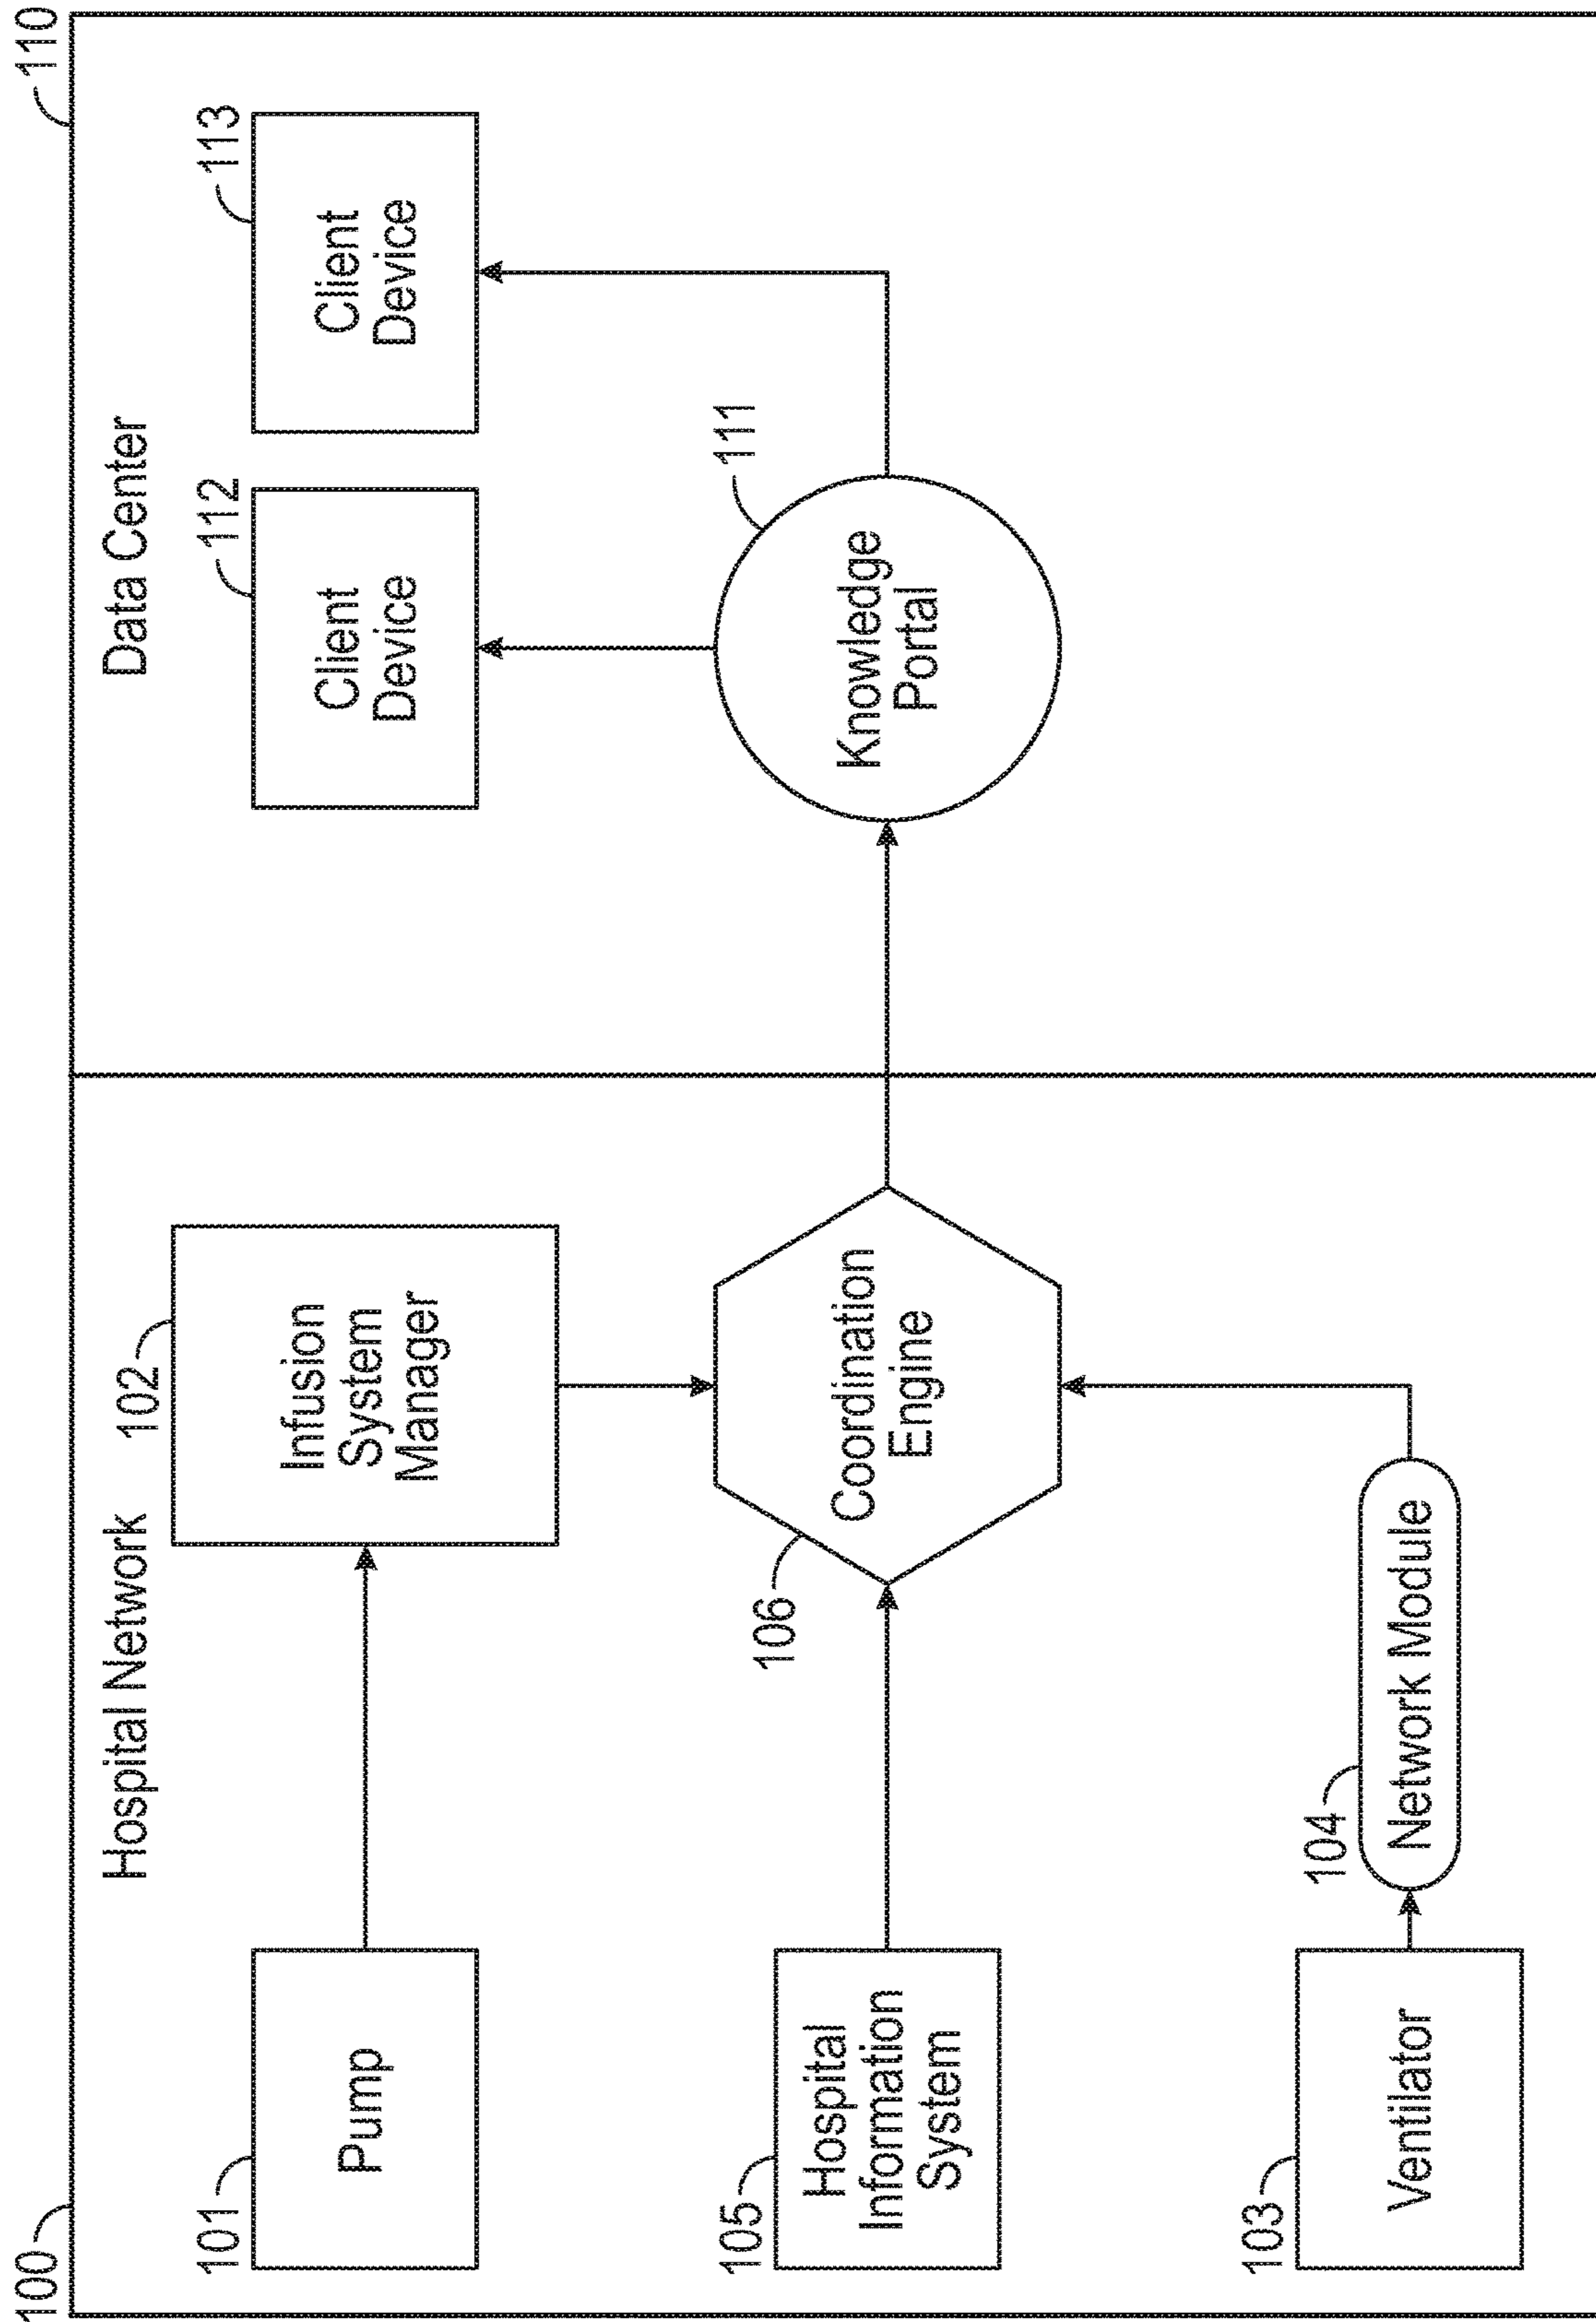 100
110
Hospital Network
Data Center
101
Pump
102
Infusion
System
Manager
112
Client
Device
113
Client
Device
105
Hospital
Information
System
106
Coordination
Engine
111
Knowledge
Portal
103
Ventilator
104
Network Module